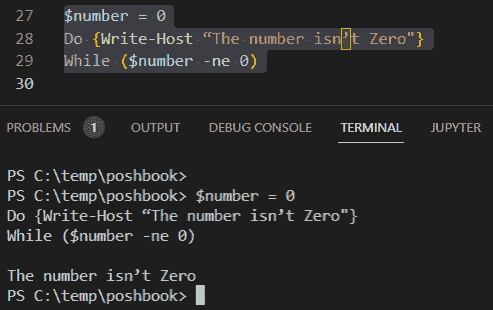 27 $number = 0
28 Do {Write-Host “The number isn’t Zero"}
29 While ($number -ne 0)
30
PROBLEMS 1 OUTPUT DEBUG CONSOLE TERMINAL JUPYTER
PS C:\temp\poshbook>
PS C:\temp\poshbook> $number = 0
Do {Write-Host “The number isn’t Zero"}
While ($number -ne 0)
The number isn’t Zero
PS C:\temp\poshbook>